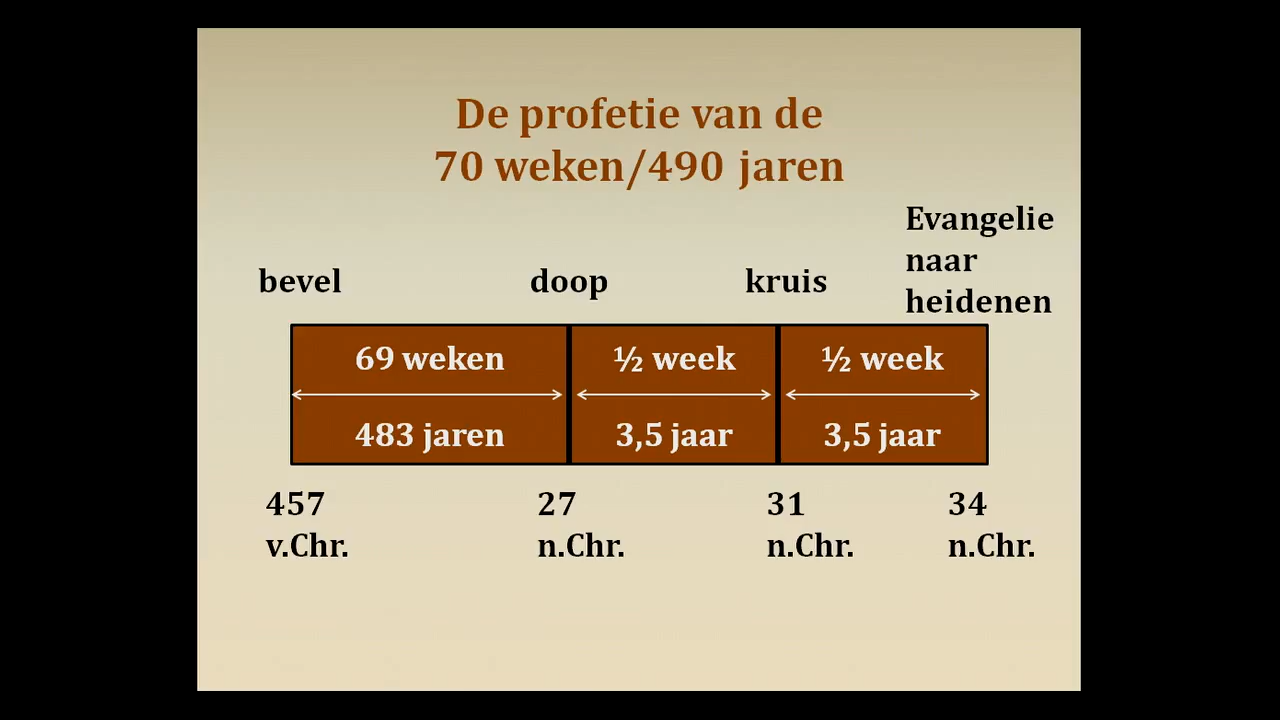 De profetie van de
70 weken/490 jaren
bevel
doop
kruis
Evangelie
naar
heidenen
69 weken
½ week
½ week
483 jaren
3,5 jaar
3,5 jaar
457
v.Chr.
27
n.Chr.
31
n.Chr.
34
n.Chr.